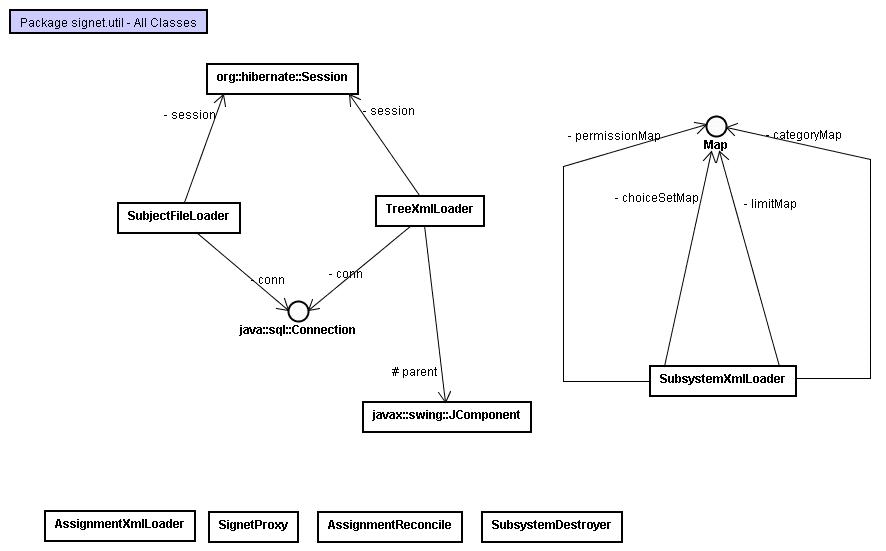 Package signet.util - All Classes
org::hibernate::Session
- session
- session
- permissionMap
- categoryMap
Map
- choiceSetMap
- limitMap
SubjectFileLoader
TreeXmlLoader
- conn
- conn
java::sql::Connection
# parent
SubsystemXmlLoader
javax::swing::JComponent
AssignmentXmlLoader
SignetProxy
AssignmentReconcile
SubsystemDestroyer